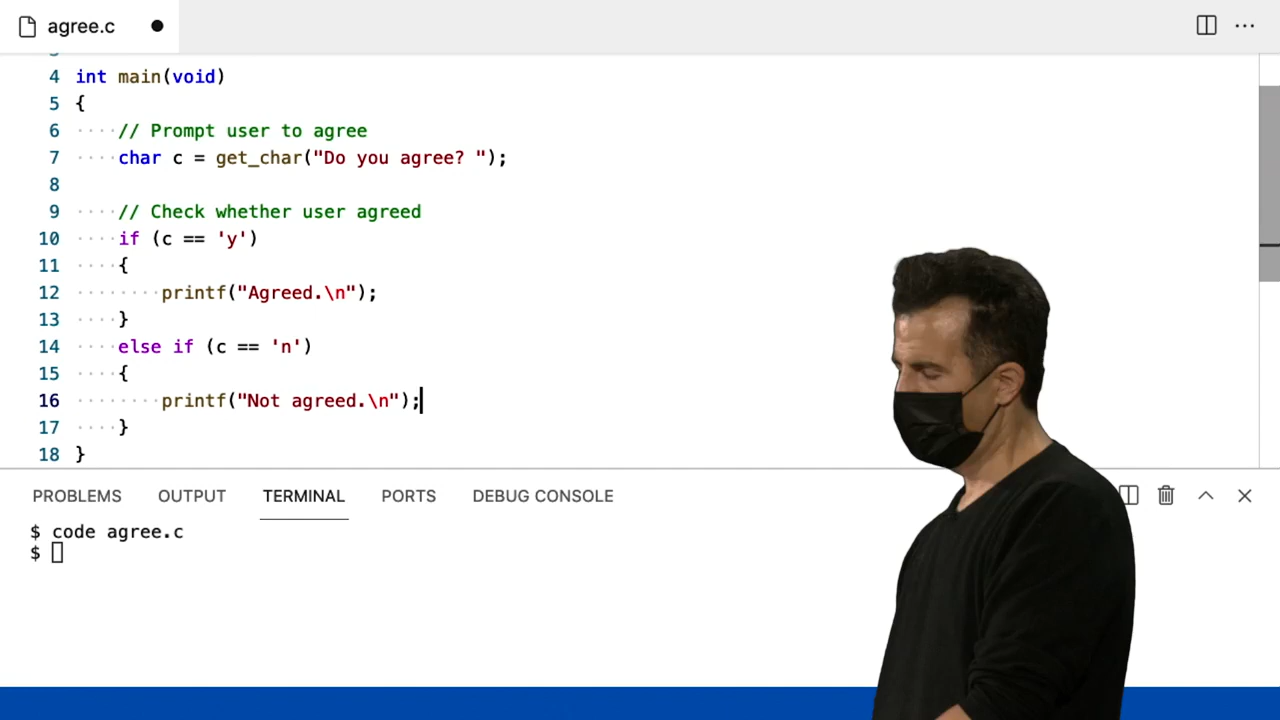 agree.c
4 int main(void)
5 {
6 // Prompt user to agree
7 char c = get_char("Do you agree? ");
8
9 // Check whether user agreed
10 if (c == 'y')
11 {
12 printf("Agreed.\n");
13 }
14 else if (c == 'n')
15 {
16 printf("Not agreed.\n");
17 }
18 }
PROBLEMS OUTPUT TERMINAL PORTS DEBUG CONSOLE
$ code agree.c
$